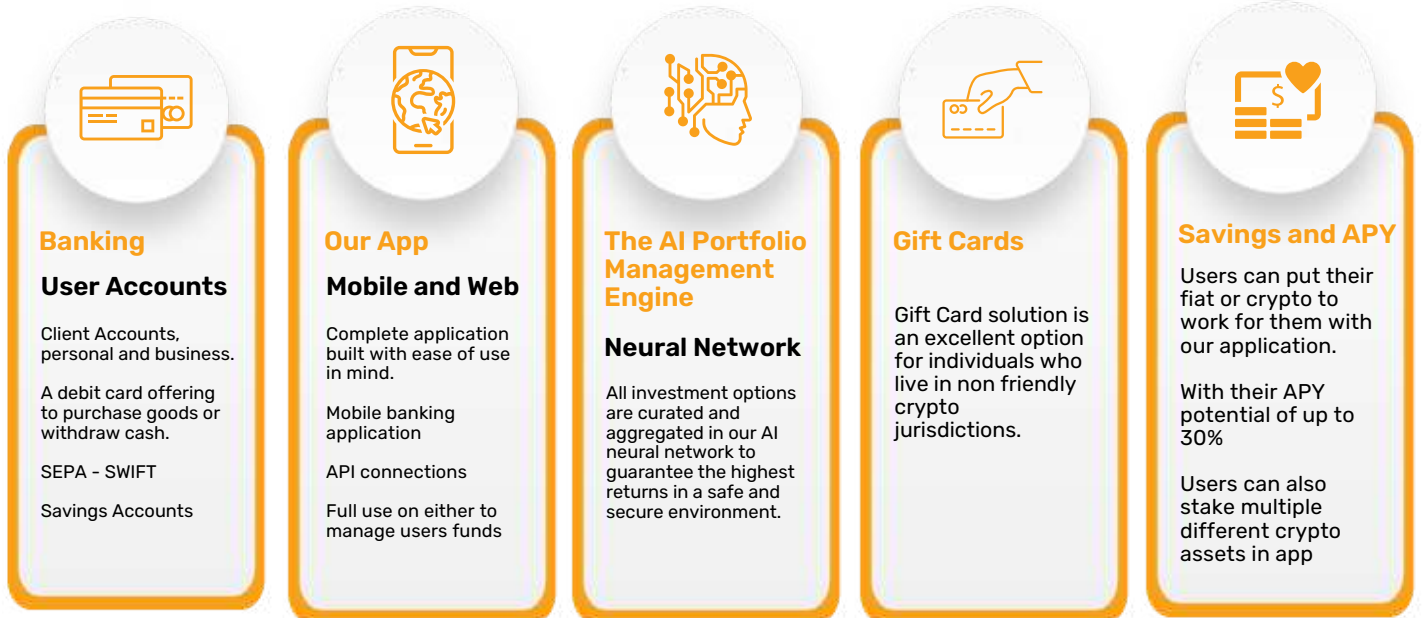 Banking
User Accounts
Client Accounts,
personal and business.
A debit card offering
to purchase goods or
withdraw cash.
SEPA - SWIFT
Savings Accounts
Our App
Mobile and Web
Complete application
built with ease of use
in mind.
Mobile banking
application
API connections
Full use on either to
manage users funds
The AI Portfolio
Management
Engine
Neural Network
All investment options
are curated and
aggregated in our AI
neural network to
guarantee the highest
returns in a safe and
secure environment.
Gift Cards
Gift Card solution is
an excellent option
for individuals who
live in non friendly
crypto
jurisdictions.
Savings and APY
$
Users can put their
fiat or crypto to
work for them with
our application.
With their APY
potential of up to
30%
Users can also
stake multiple
different crypto
assets in app